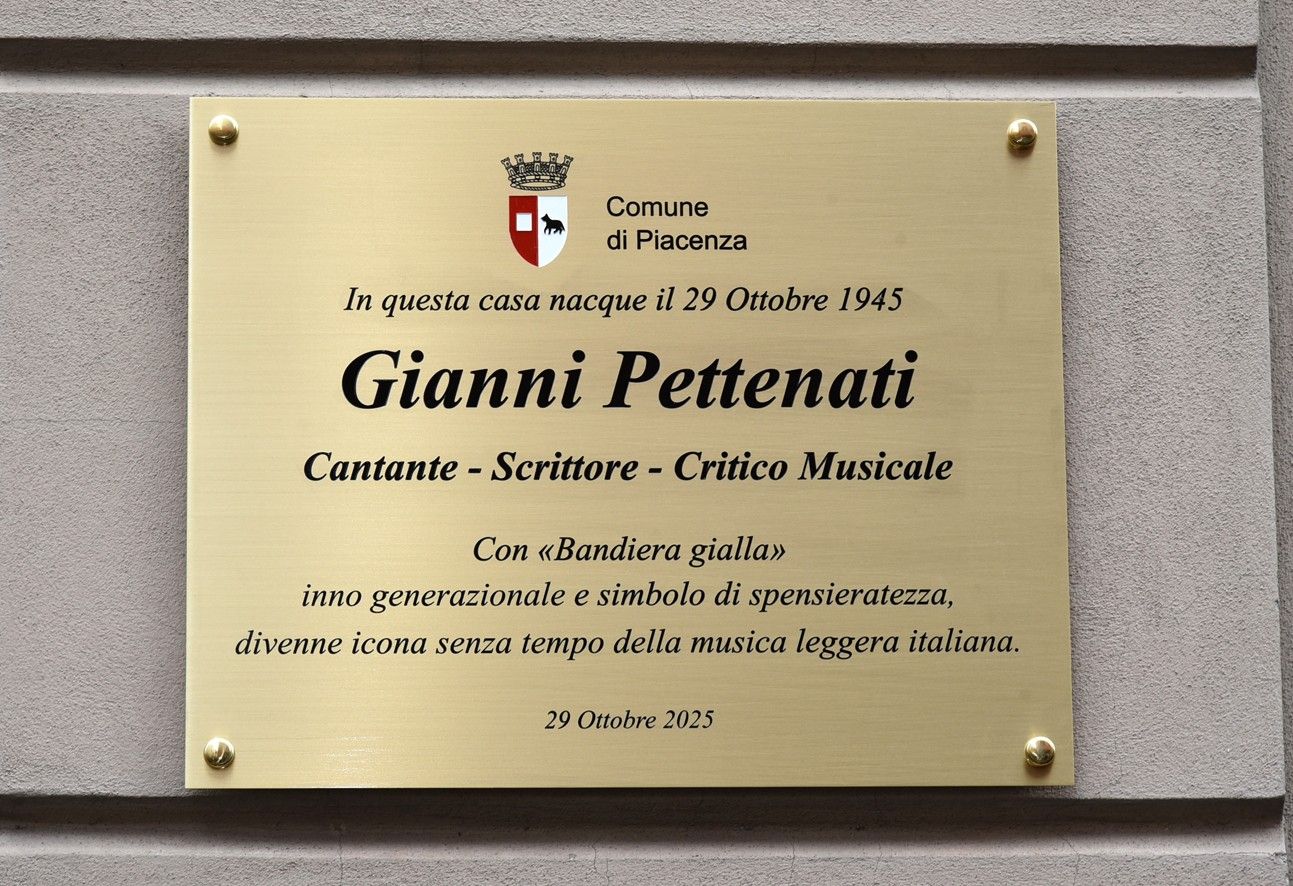 Comune
di Piacenza
In questa casa nacque il 29 Ottobre 1945
Gianni Pettenati
Cantante - Scrittore - Critico Musicale
Con «Bandiera gialla»
inno generazionale e simbolo di spensieratezza,
divenne icona senza tempo della musica leggera italiana.
29 Ottobre 2025